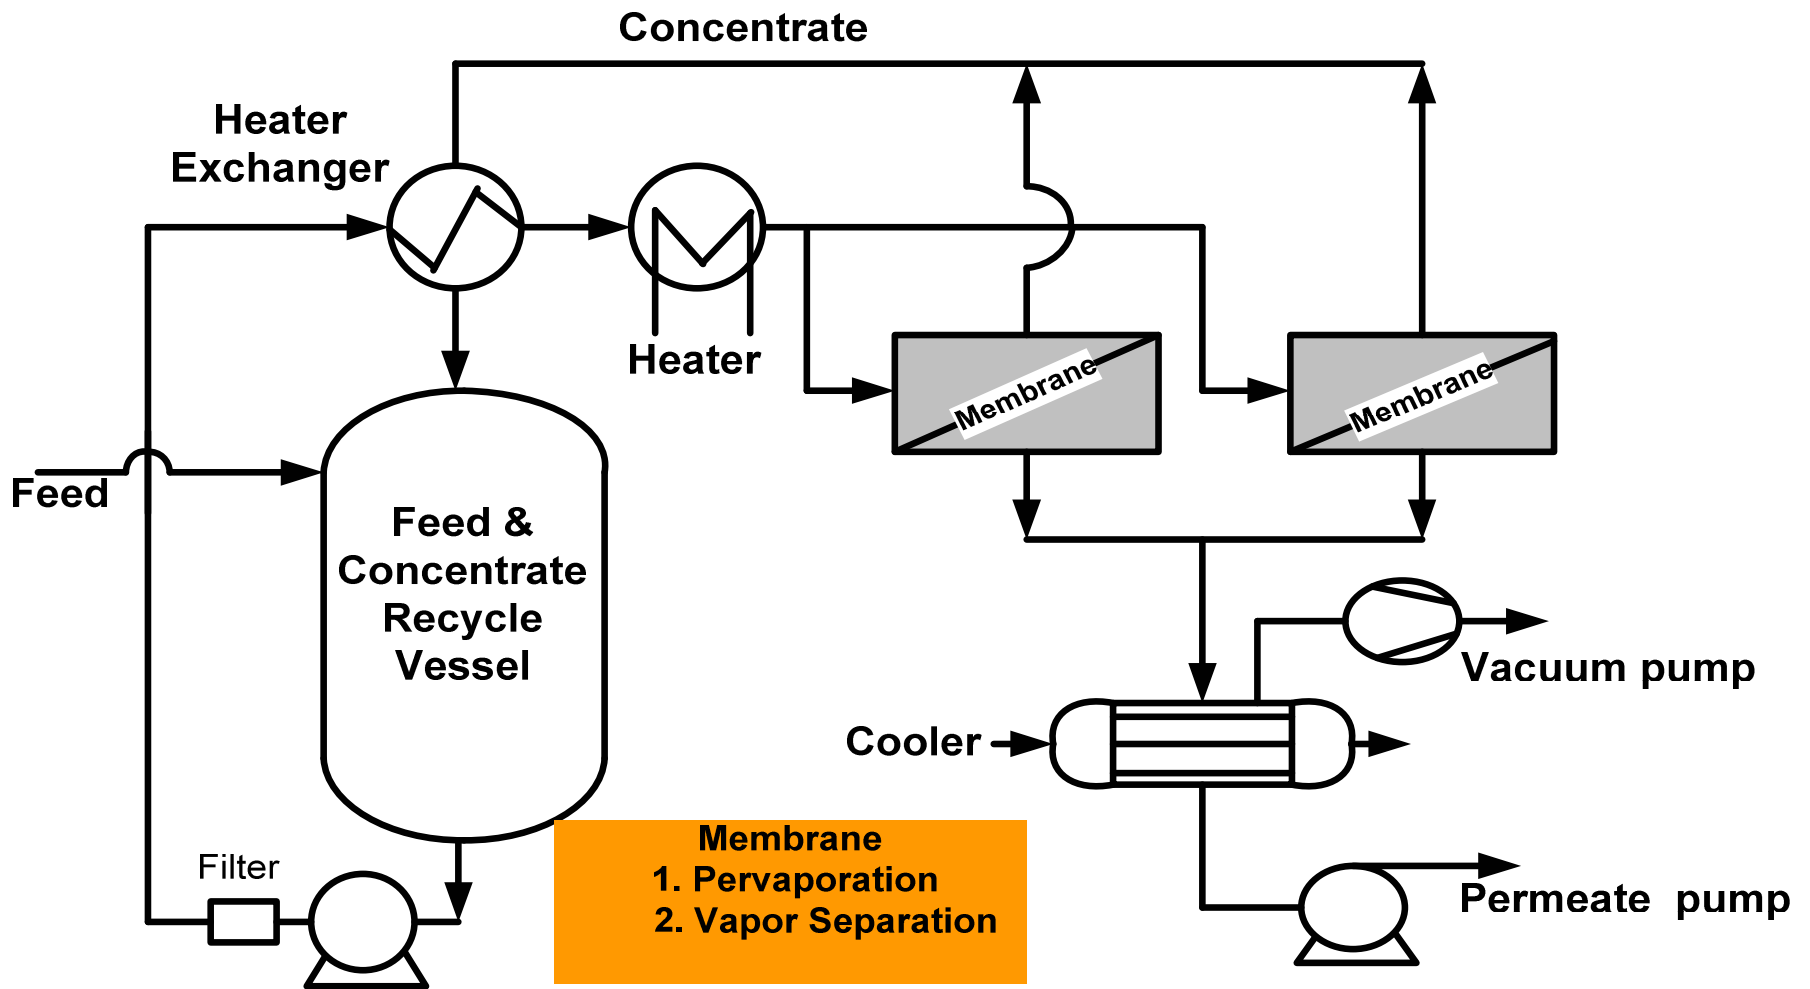 Concentrate
Heater
Exchanger
Heater
Membrane
Membrane
Feed
Feed &
Concentrate
Recycle
Vessel
Vacuum pump
Cooler
Filter
Membrane
1. Pervaporation
2. Vapor Separation
Permeate pump